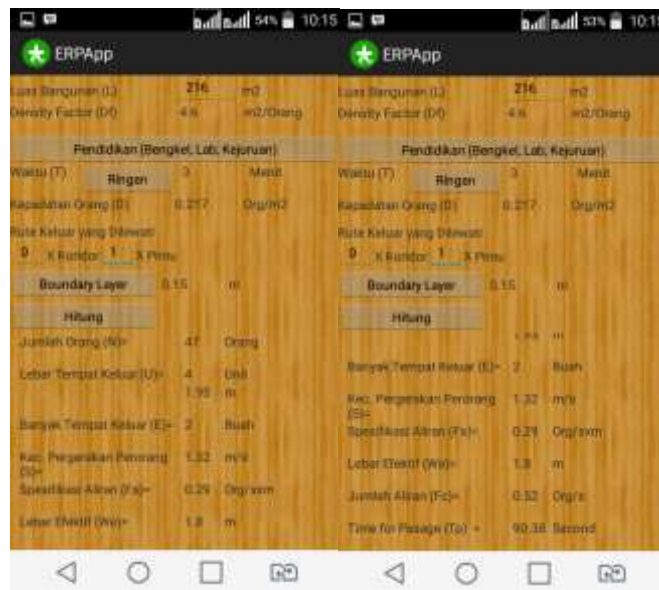 54% 10:15
ERPApp
Luas Bangunan (L) 216 m2
Density Factor (Df) 4.6 m2/Orang
Pendidikan (Bengkel, Lab, Kejuruan)
Waktu (T) Ringan 3 Menit
Kepadatan Orang (D) 0.217 Org/m2
Rute Keluar yang Dilewati
0 X Koridor 1 X Pintu
Boundary Layer 0.15 m
Hitung
Jumlah Orang (N)= 47 Orang
Lebar Tempat Keluar(U)= 4 Unit
1.95 m
Banyak Tempat Keluar (E)= 2 Buah
Kec. Pergerakan Perorang 1.32 m/s
(S)=
Spesifikasi Aliran (Fs)= 0.29 Org/sxm
Lebar Efektif (We)= 1.8 m
53% 10:15
ERPApp
Luas Bangunan (L) 216 m2
Density Factor (Df) 4.6 m2/Orang
Pendidikan (Bengkel, Lab, Kejuruan)
Waktu (T) Ringan 3 Menit
Kepadatan Orang (D) 0.217 Org/m2
Rute Keluar yang Dilewati
0 X Koridor 1 X Pintu
Boundary Layer 0.15 m
Hitung
m
Banyak Tempat Keluar (E)= 2 Buah
Kec. Pergerakan Perorang 1.32 m/s
(S)=
Spesifikasi Aliran (Fs)= 0.29 Org/sxm
Lebar Efektif (We)= 1.8 m
Jumlah Aliran (Fc)= 0.52 Org/s
Time for Passage (Tp) = 90.38 Second